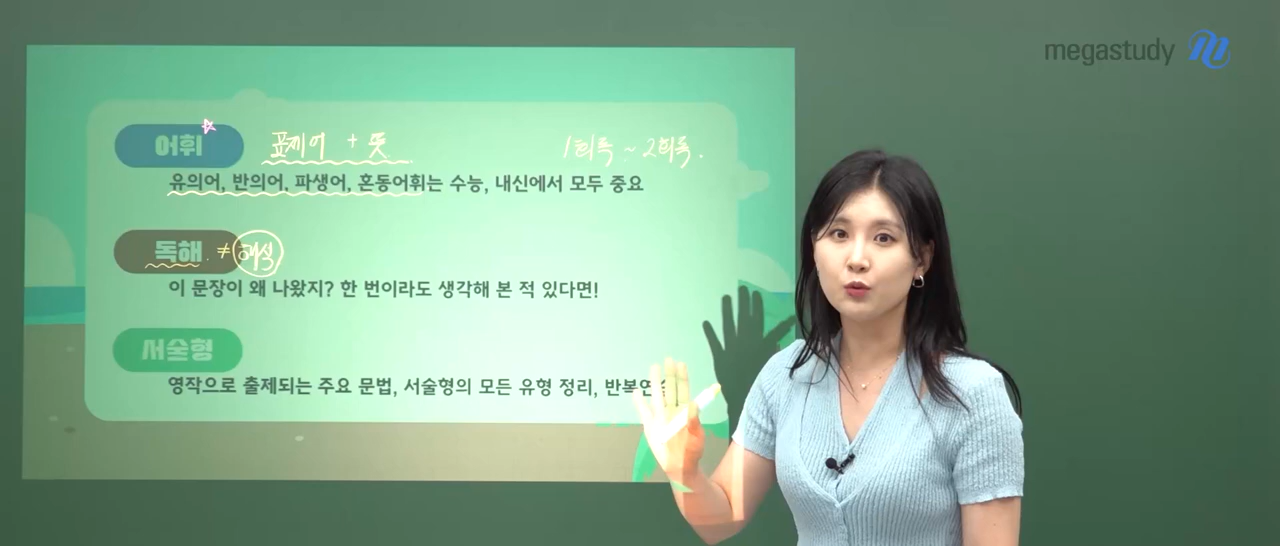 megastudy
어휘 표제어 + 뜻 1회독 ~ 2회독.
유의어, 반의어, 파생어, 혼동어휘는 수능, 내신에서 모두 중요
독해 ≠ 해석
이 문장이 왜 나왔지? 한 번이라도 생각해 본 적 있다면!
서술형
영작으로 출제되는 주요 문법, 서술형의 모든 유형 정리,